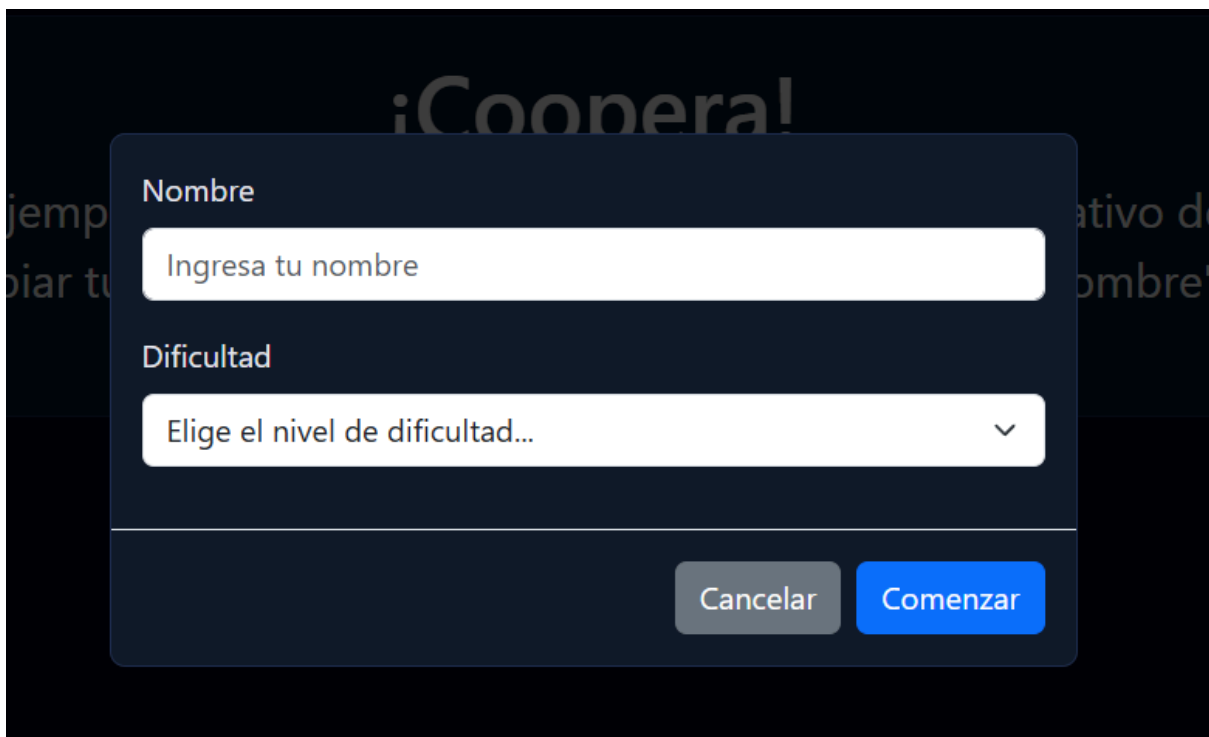 ¡Coopera!
Nombre
Ingresa tu nombre
Dificultad
Elige el nivel de dificultad...
Cancelar
Comenzar